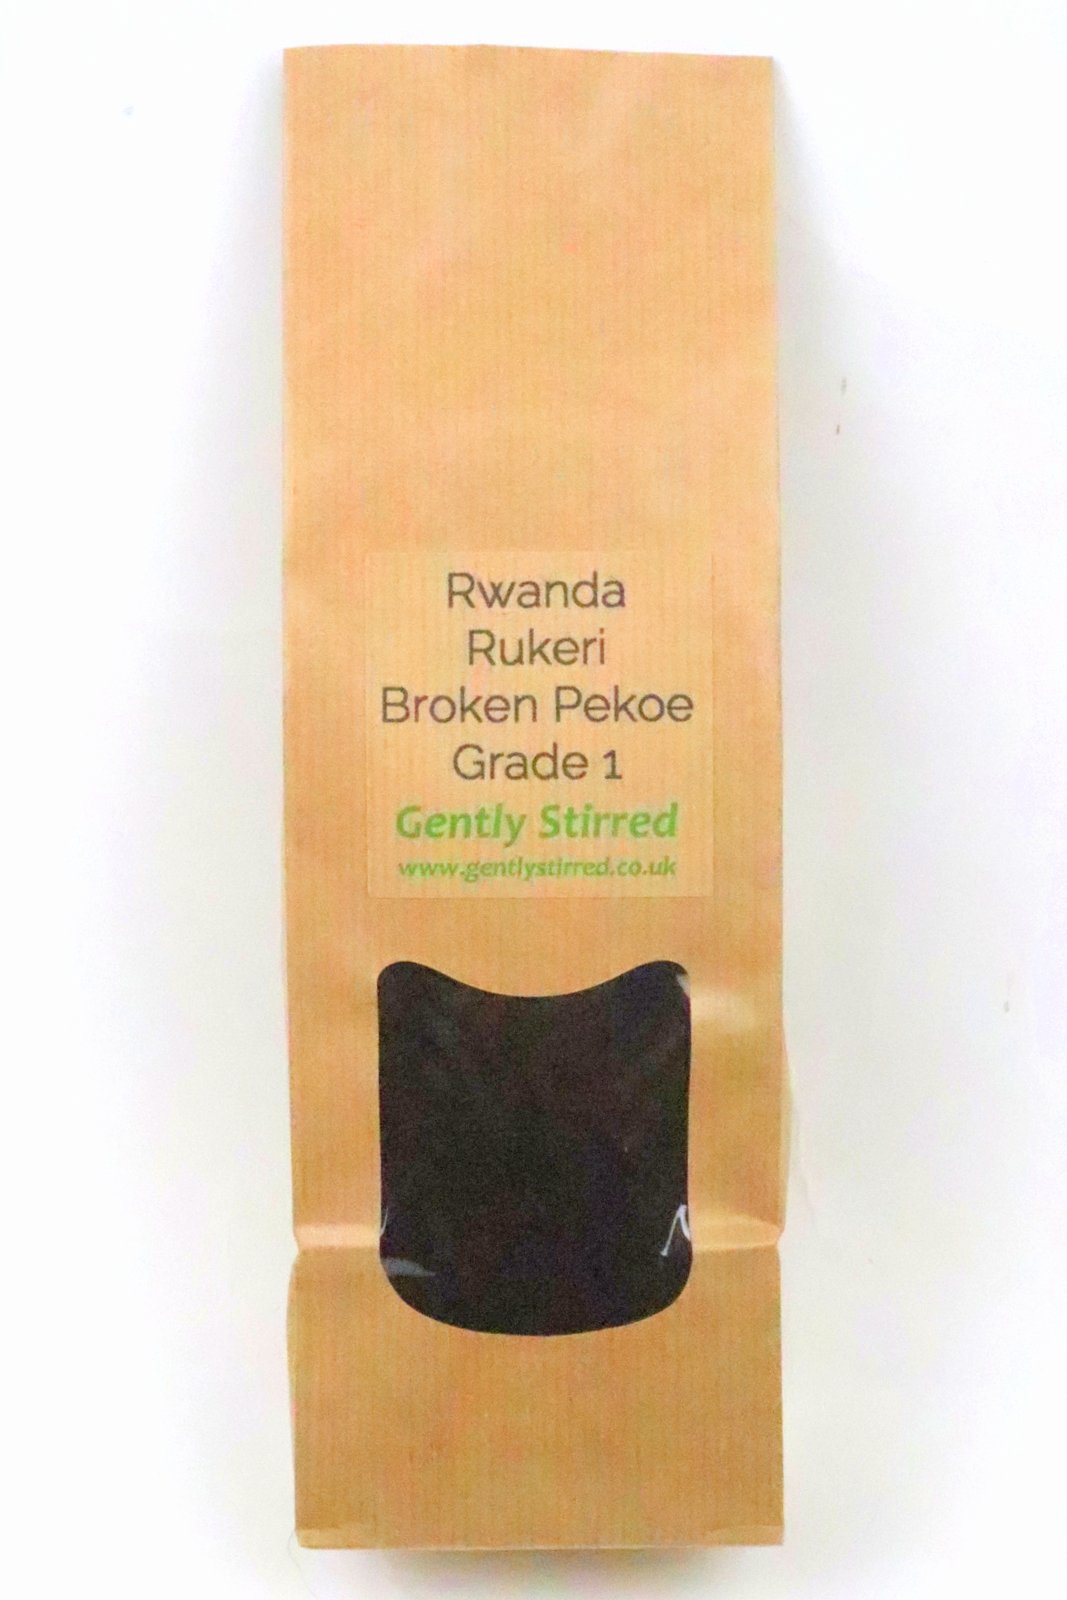 Rwanda
Rukeri
Broken Pekoe
Grade 1
Gently Stirred
www.gentlystirred.co.uk